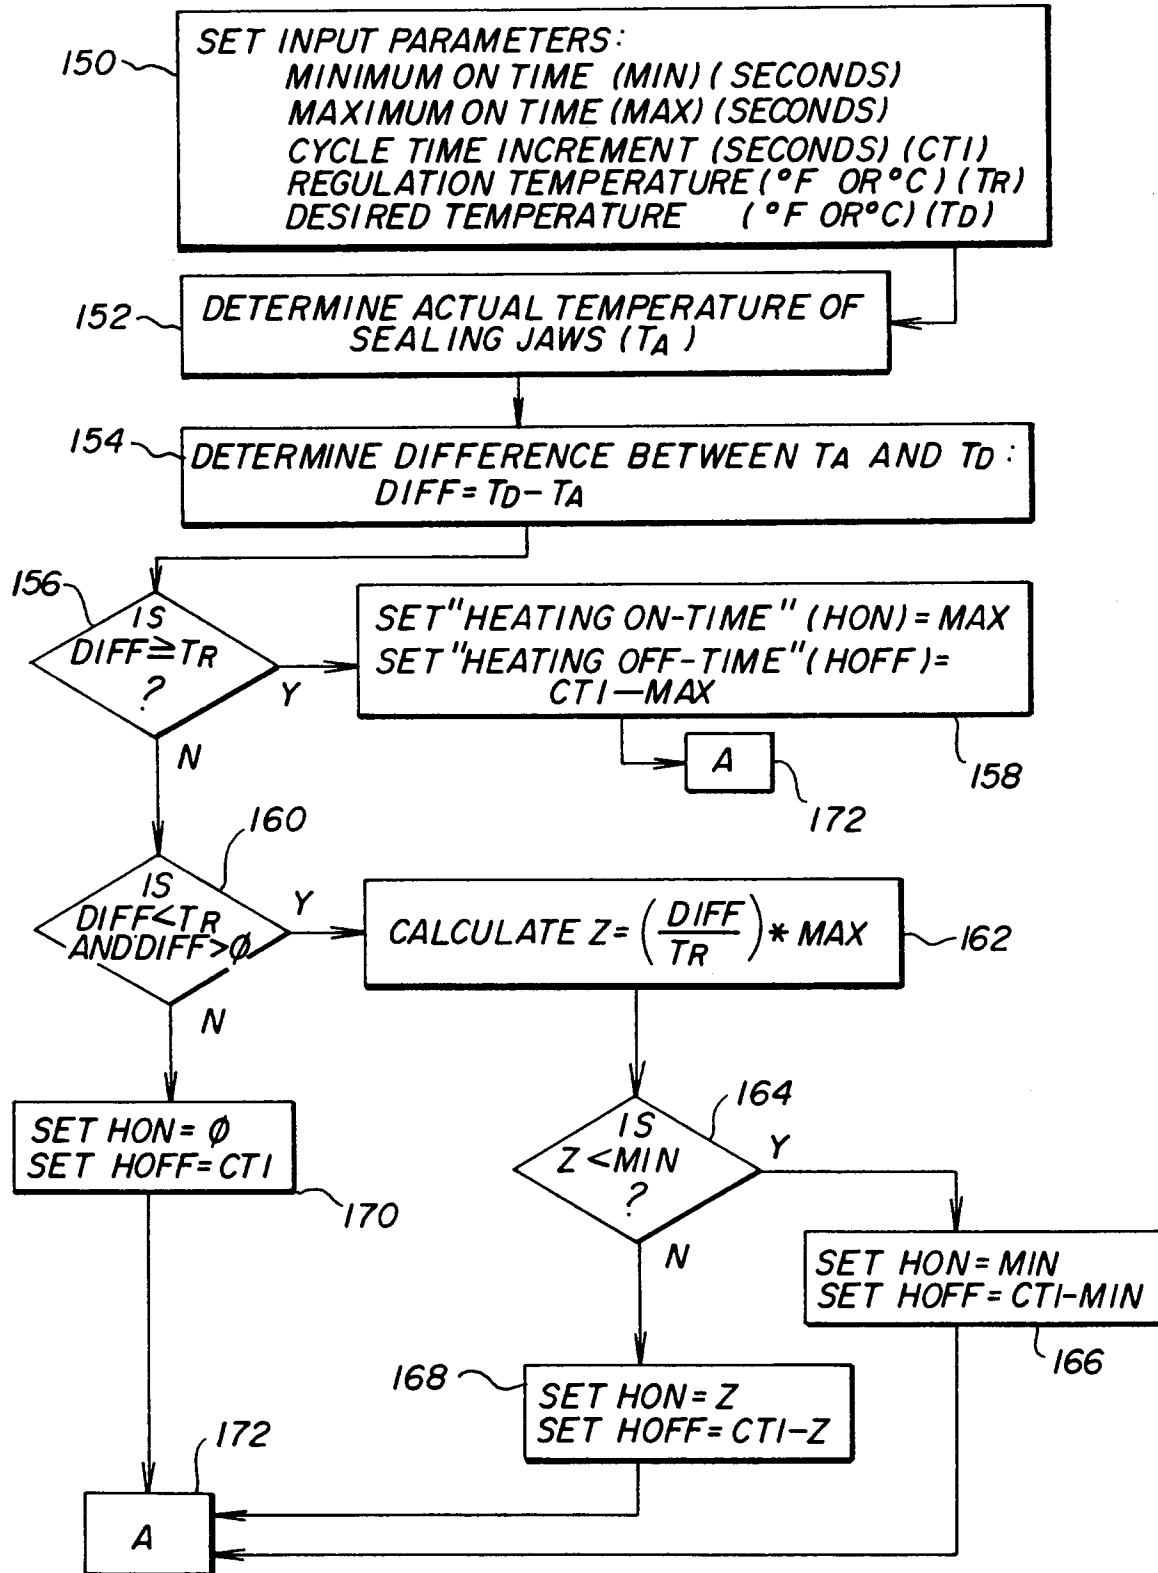 150
SET INPUT PARAMETERS:
MINIMUM ON TIME (MIN) (SECONDS)
MAXIMUM ON TIME (MAX) (SECONDS)
CYCLE TIME INCREMENT (SECONDS) (CTI)
REGULATION TEMPERATURE (°F OR °C) (TR)
DESIRED TEMPERATURE (°F OR °C) (TD)
152
DETERMINE ACTUAL TEMPERATURE OF
SEALING JAWS (TA)
154
DETERMINE DIFFERENCE BETWEEN TA AND TD:
DIFF = TD - TA
156
IS
DIFF ≧ TR
?
Y
N
SET "HEATING ON-TIME" (HON) = MAX
SET "HEATING OFF-TIME" (HOFF) =
CTI — MAX
158
A
172
160
IS
DIFF < TR
AND DIFF > ϕ
Y
N
CALCULATE Z = (DIFF / TR) * MAX
162
164
IS
Z < MIN
?
Y
N
SET HON = ϕ
SET HOFF = CTI
170
SET HON = MIN
SET HOFF = CTI-MIN
166
168
SET HON = Z
SET HOFF = CTI-Z
172
A